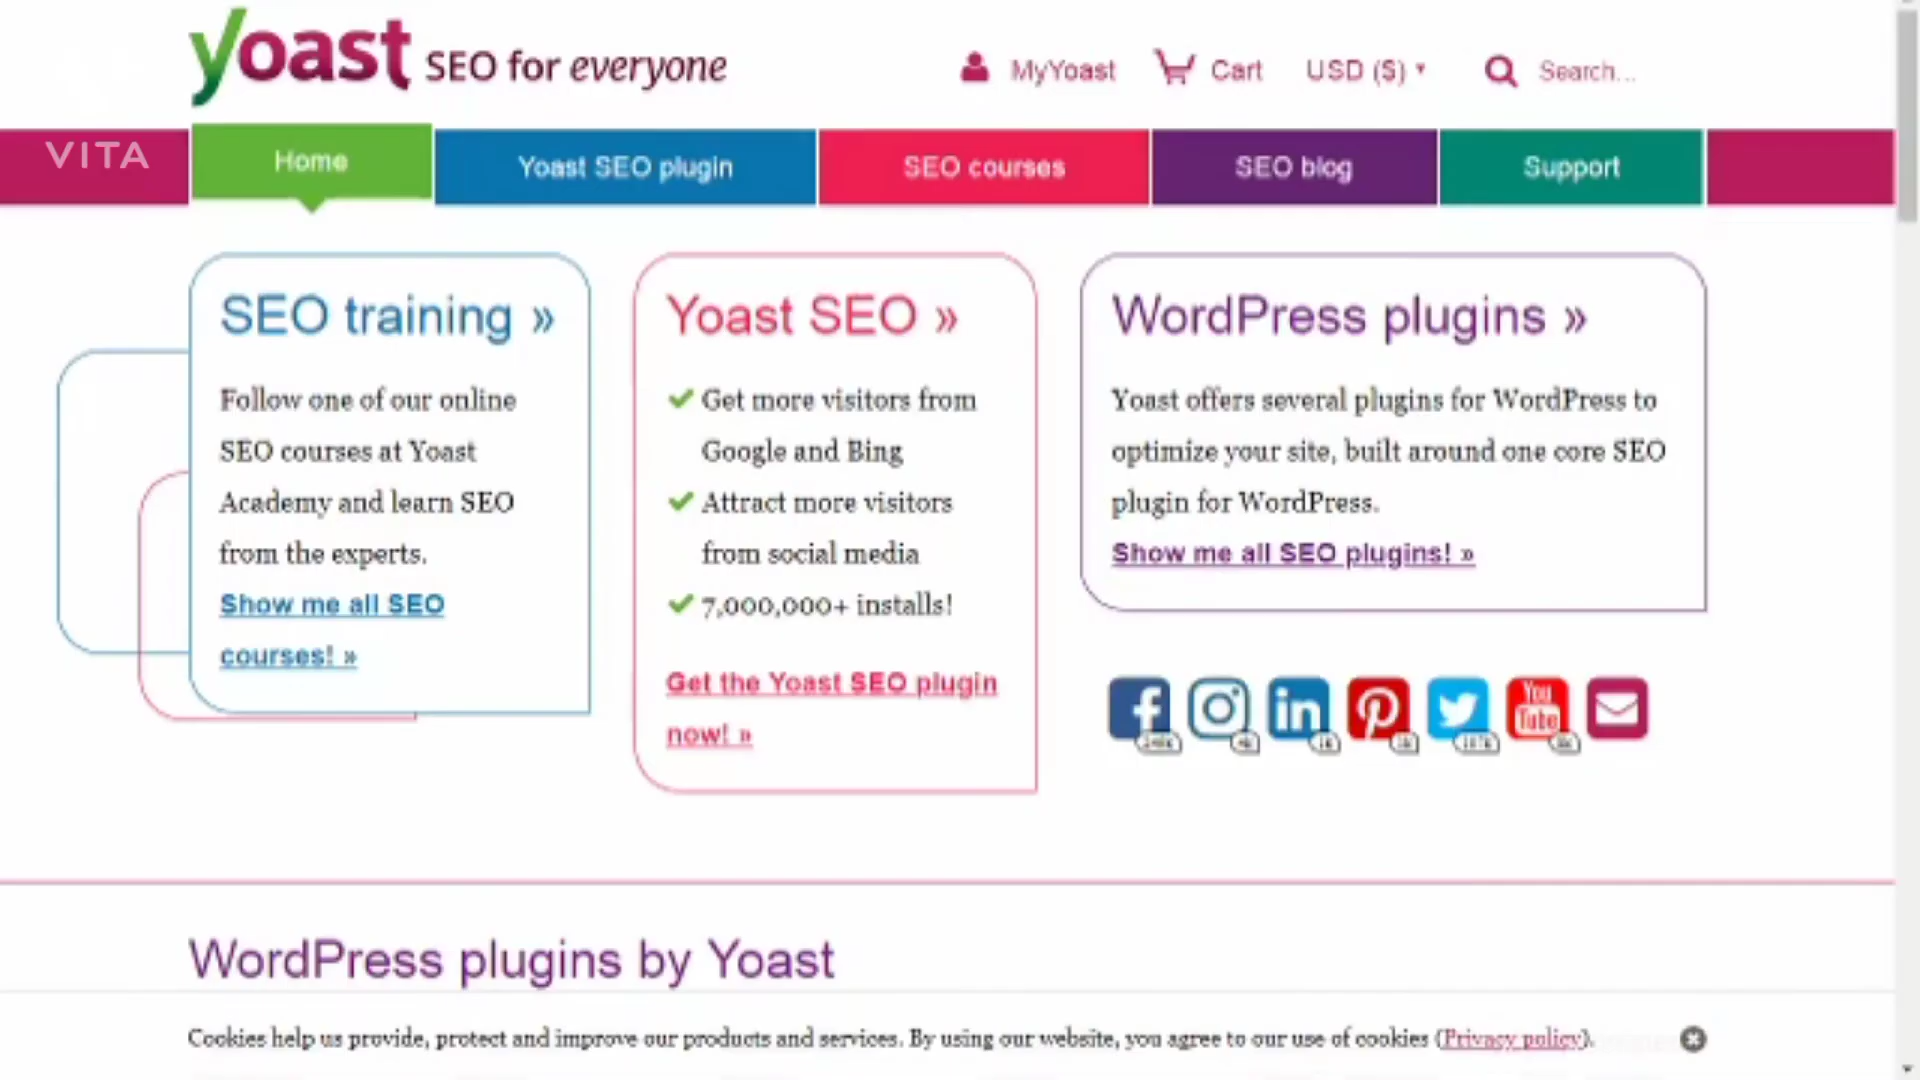 yoast SEO for everyone
MyYoast Cart USD ($) Search...
VITA
Home Yoast SEO plugin SEO courses SEO blog Support
SEO training »
Follow one of our online
SEO courses at Yoast
Academy and learn SEO
from the experts.
Show me all SEO
courses! »
Yoast SEO »
Get more visitors from
Google and Bing
Attract more visitors
from social media
7,000,000+ installs!
Get the Yoast SEO plugin
now! »
WordPress plugins »
Yoast offers several plugins for WordPress to
optimize your site, built around one core SEO
plugin for WordPress.
Show me all SEO plugins! »
You
Tube
WordPress plugins by Yoast
Cookies help us provide, protect and improve our products and services. By using our website, you agree to our use of cookies (Privacy policy).